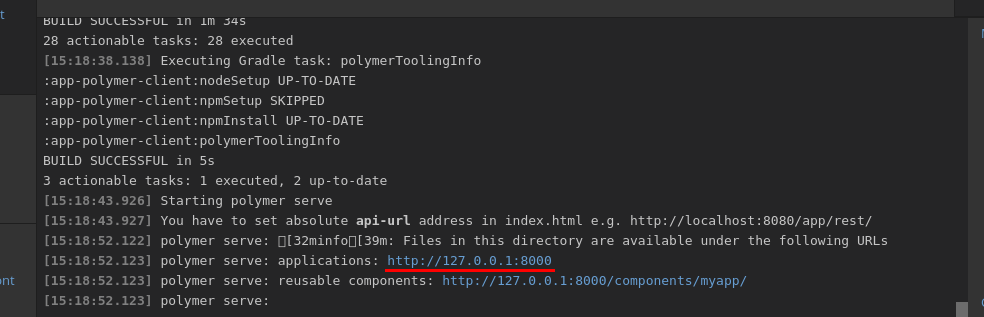 t
BUILD SUCCESSFUL in 1m 34s
28 actionable tasks: 28 executed
[15:18:38.138] Executing Gradle task: polymerToolingInfo
:app-polymer-client:nodeSetup UP-TO-DATE
:app-polymer-client:npmSetup SKIPPED
:app-polymer-client:npmInstall UP-TO-DATE
:app-polymer-client:polymerToolingInfo
BUILD SUCCESSFUL in 5s
3 actionable tasks: 1 executed, 2 up-to-date
[15:18:43.926] Starting polymer serve
[15:18:43.927] You have to set absolute api-url address in index.html e.g. http://localhost:8080/app/rest/
[15:18:52.122] polymer serve: □[32minfo□[39m: Files in this directory are available under the following URLs
[15:18:52.123] polymer serve: applications: http://127.0.0.1:8000
ont
[15:18:52.123] polymer serve: reusable components: http://127.0.0.1:8000/components/myapp/
[15:18:52.123] polymer serve: